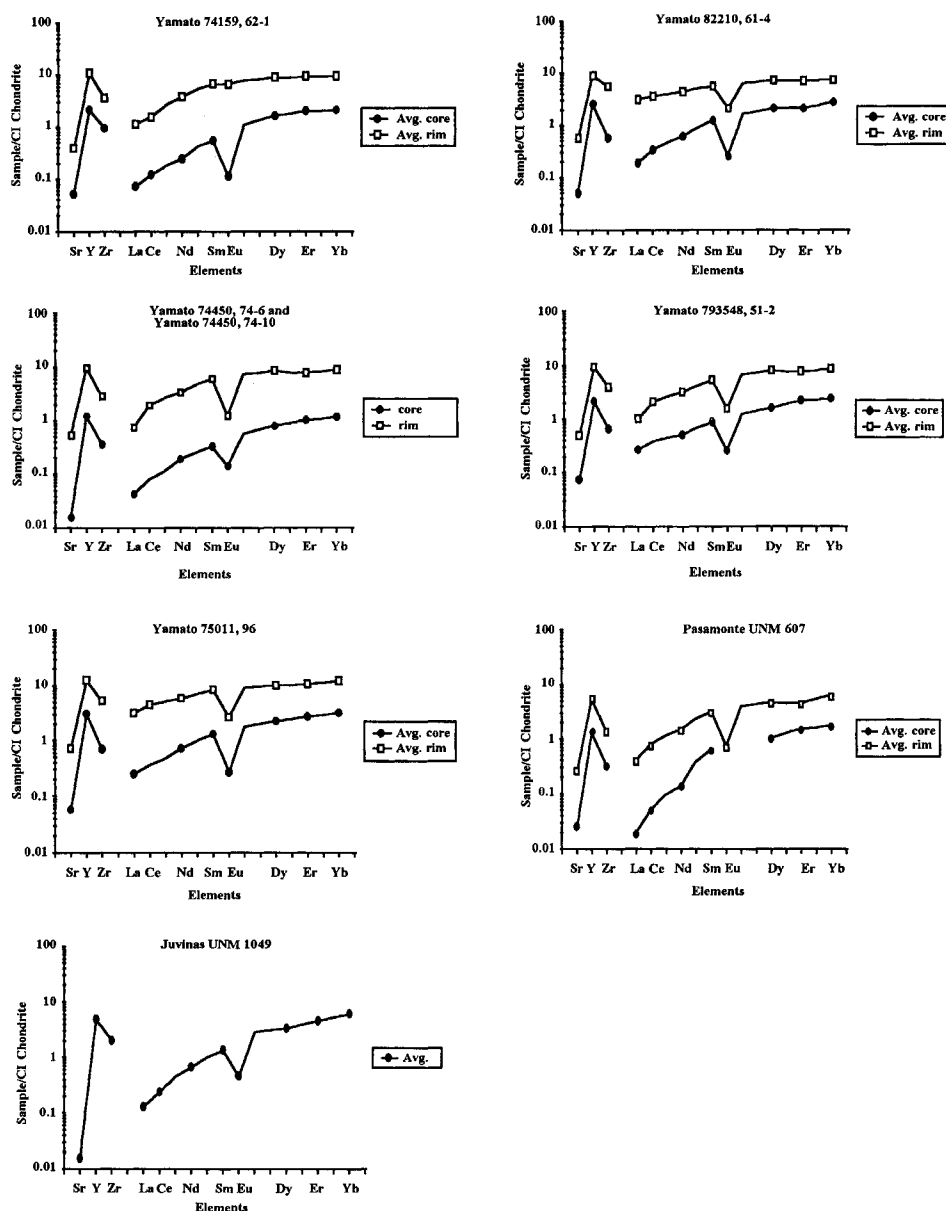 Yamato 74159, 62-1
Sample/CI Chondrite
100
10
1
0.1
0.01
Sr Y Zr La Ce Nd Sm Eu Dy Er Yb
Elements
Avg. core
Avg. rim
Yamato 82210, 61-4
Sample/CI Chondrite
100
10
1
0.1
0.01
Sr Y Zr La Ce Nd Sm Eu Dy Er Yb
Elements
Avg. core
Avg. rim
Yamato 74450, 74-6 and
Yamato 74450, 74-10
Sample/CI Chondrite
100
10
1
0.1
0.01
Sr Y Zr La Ce Nd Sm Eu Dy Er Yb
Elements
core
rim
Yamato 793548, 51-2
Sample/CI Chondrite
100
10
1
0.1
0.01
Sr Y Zr La Ce Nd Sm Eu Dy Er Yb
Elements
Avg. core
Avg. rim
Yamato 75011, 96
Sample/CI Chondrite
100
10
1
0.1
0.01
Sr Y Zr La Ce Nd Sm Eu Dy Er Yb
Elements
Avg. core
Avg. rim
Pasamonte UNM 607
Sample/CI Chondrite
100
10
1
0.1
0.01
Sr Y Zr La Ce Nd Sm Eu Dy Er Yb
Elements
Avg. core
Avg. rim
Juvinas UNM 1049
Sample/CI Chondrite
100
10
1
0.1
0.01
Sr Y Zr La Ce Nd Sm Eu Dy Er Yb
Elements
Avg.